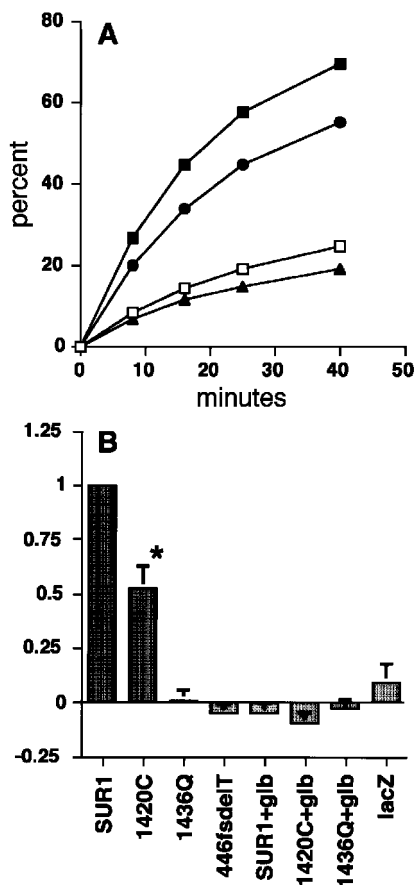 A
80
60
40
20
0
percent
0 10 20 30 40 50
minutes
B
1.25
1
0.75
0.5
0.25
0
-0.25
*
SUR1
1420C
1436Q
446fsdelT
SUR1+glb
1420C+glb
1436Q+glb
lacZ